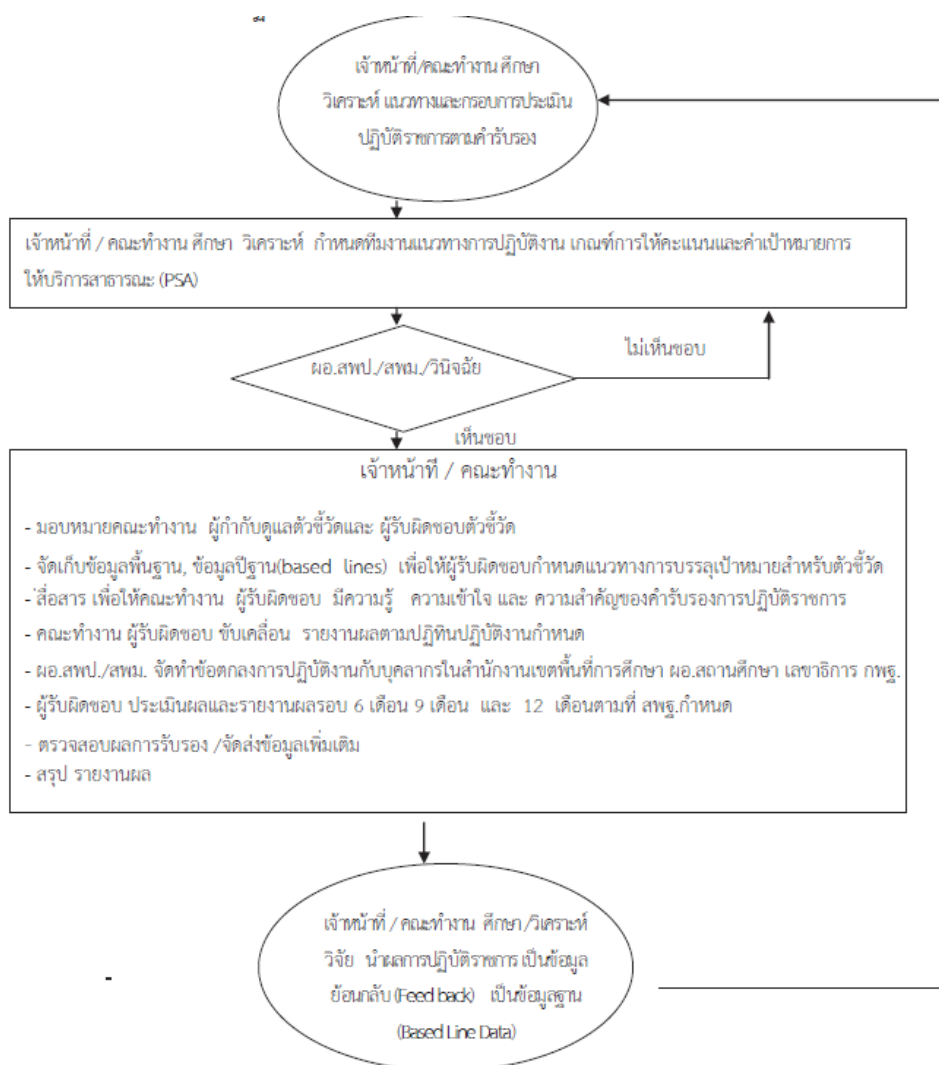 เจ้าหน้าที่/คณะทำงาน ศึกษา
วิเคราะห์ แนวทางและกรอบการประเมิน
ปฏิบัติราชการตามคำรับรอง
เจ้าหน้าที่ / คณะทำงาน ศึกษา วิเคราะห์ กำหนดทีมงานแนวทางการปฏิบัติงาน เกณฑ์การให้คะแนนและค่าเป้าหมายการ
ให้บริการสาธารณะ (PSA)
ผอ.สพป./สพม./วินิจฉัย
ไม่เห็นชอบ
เห็นชอบ
เจ้าหน้าที่ / คณะทำงาน
- มอบหมายคณะทำงาน ผู้กำกับดูแลตัวชี้วัดและ ผู้รับผิดชอบตัวชี้วัด
- จัดเก็บข้อมูลพื้นฐาน, ข้อมูลปีฐาน(based lines) เพื่อให้ผู้รับผิดชอบกำหนดแนวทางการบรรลุเป้าหมายสำหรับตัวชี้วัด
- สื่อสาร เพื่อให้คณะทำงาน ผู้รับผิดชอบ มีความรู้ ความเข้าใจ และ ความสำคัญของคำรับรองการปฏิบัติราชการ
- คณะทำงาน ผู้รับผิดชอบ ขับเคลื่อน รายงานผลตามปฏิทินปฏิบัติงานกำหนด
- ผอ.สพป./สพม. จัดทำข้อตกลงการปฏิบัติงานกับบุคลากรในสำนักงานเขตพื้นที่การศึกษา ผอ.สถานศึกษา เลขาธิการ กพฐ.
- ผู้รับผิดชอบ ประเมินผลและรายงานผลรอบ 6 เดือน 9 เดือน และ 12 เดือนตามที่ สพฐ.กำหนด
- ตรวจสอบผลการรับรอง /จัดส่งข้อมูลเพิ่มเติม
- สรุป รายงานผล
เจ้าหน้าที่ / คณะทำงาน ศึกษา /วิเคราะห์
วิจัย นำผลการปฏิบัติราชการ เป็นข้อมูล
ย้อนกลับ (Feed back) เป็นข้อมูลฐาน
(Based Line Data)